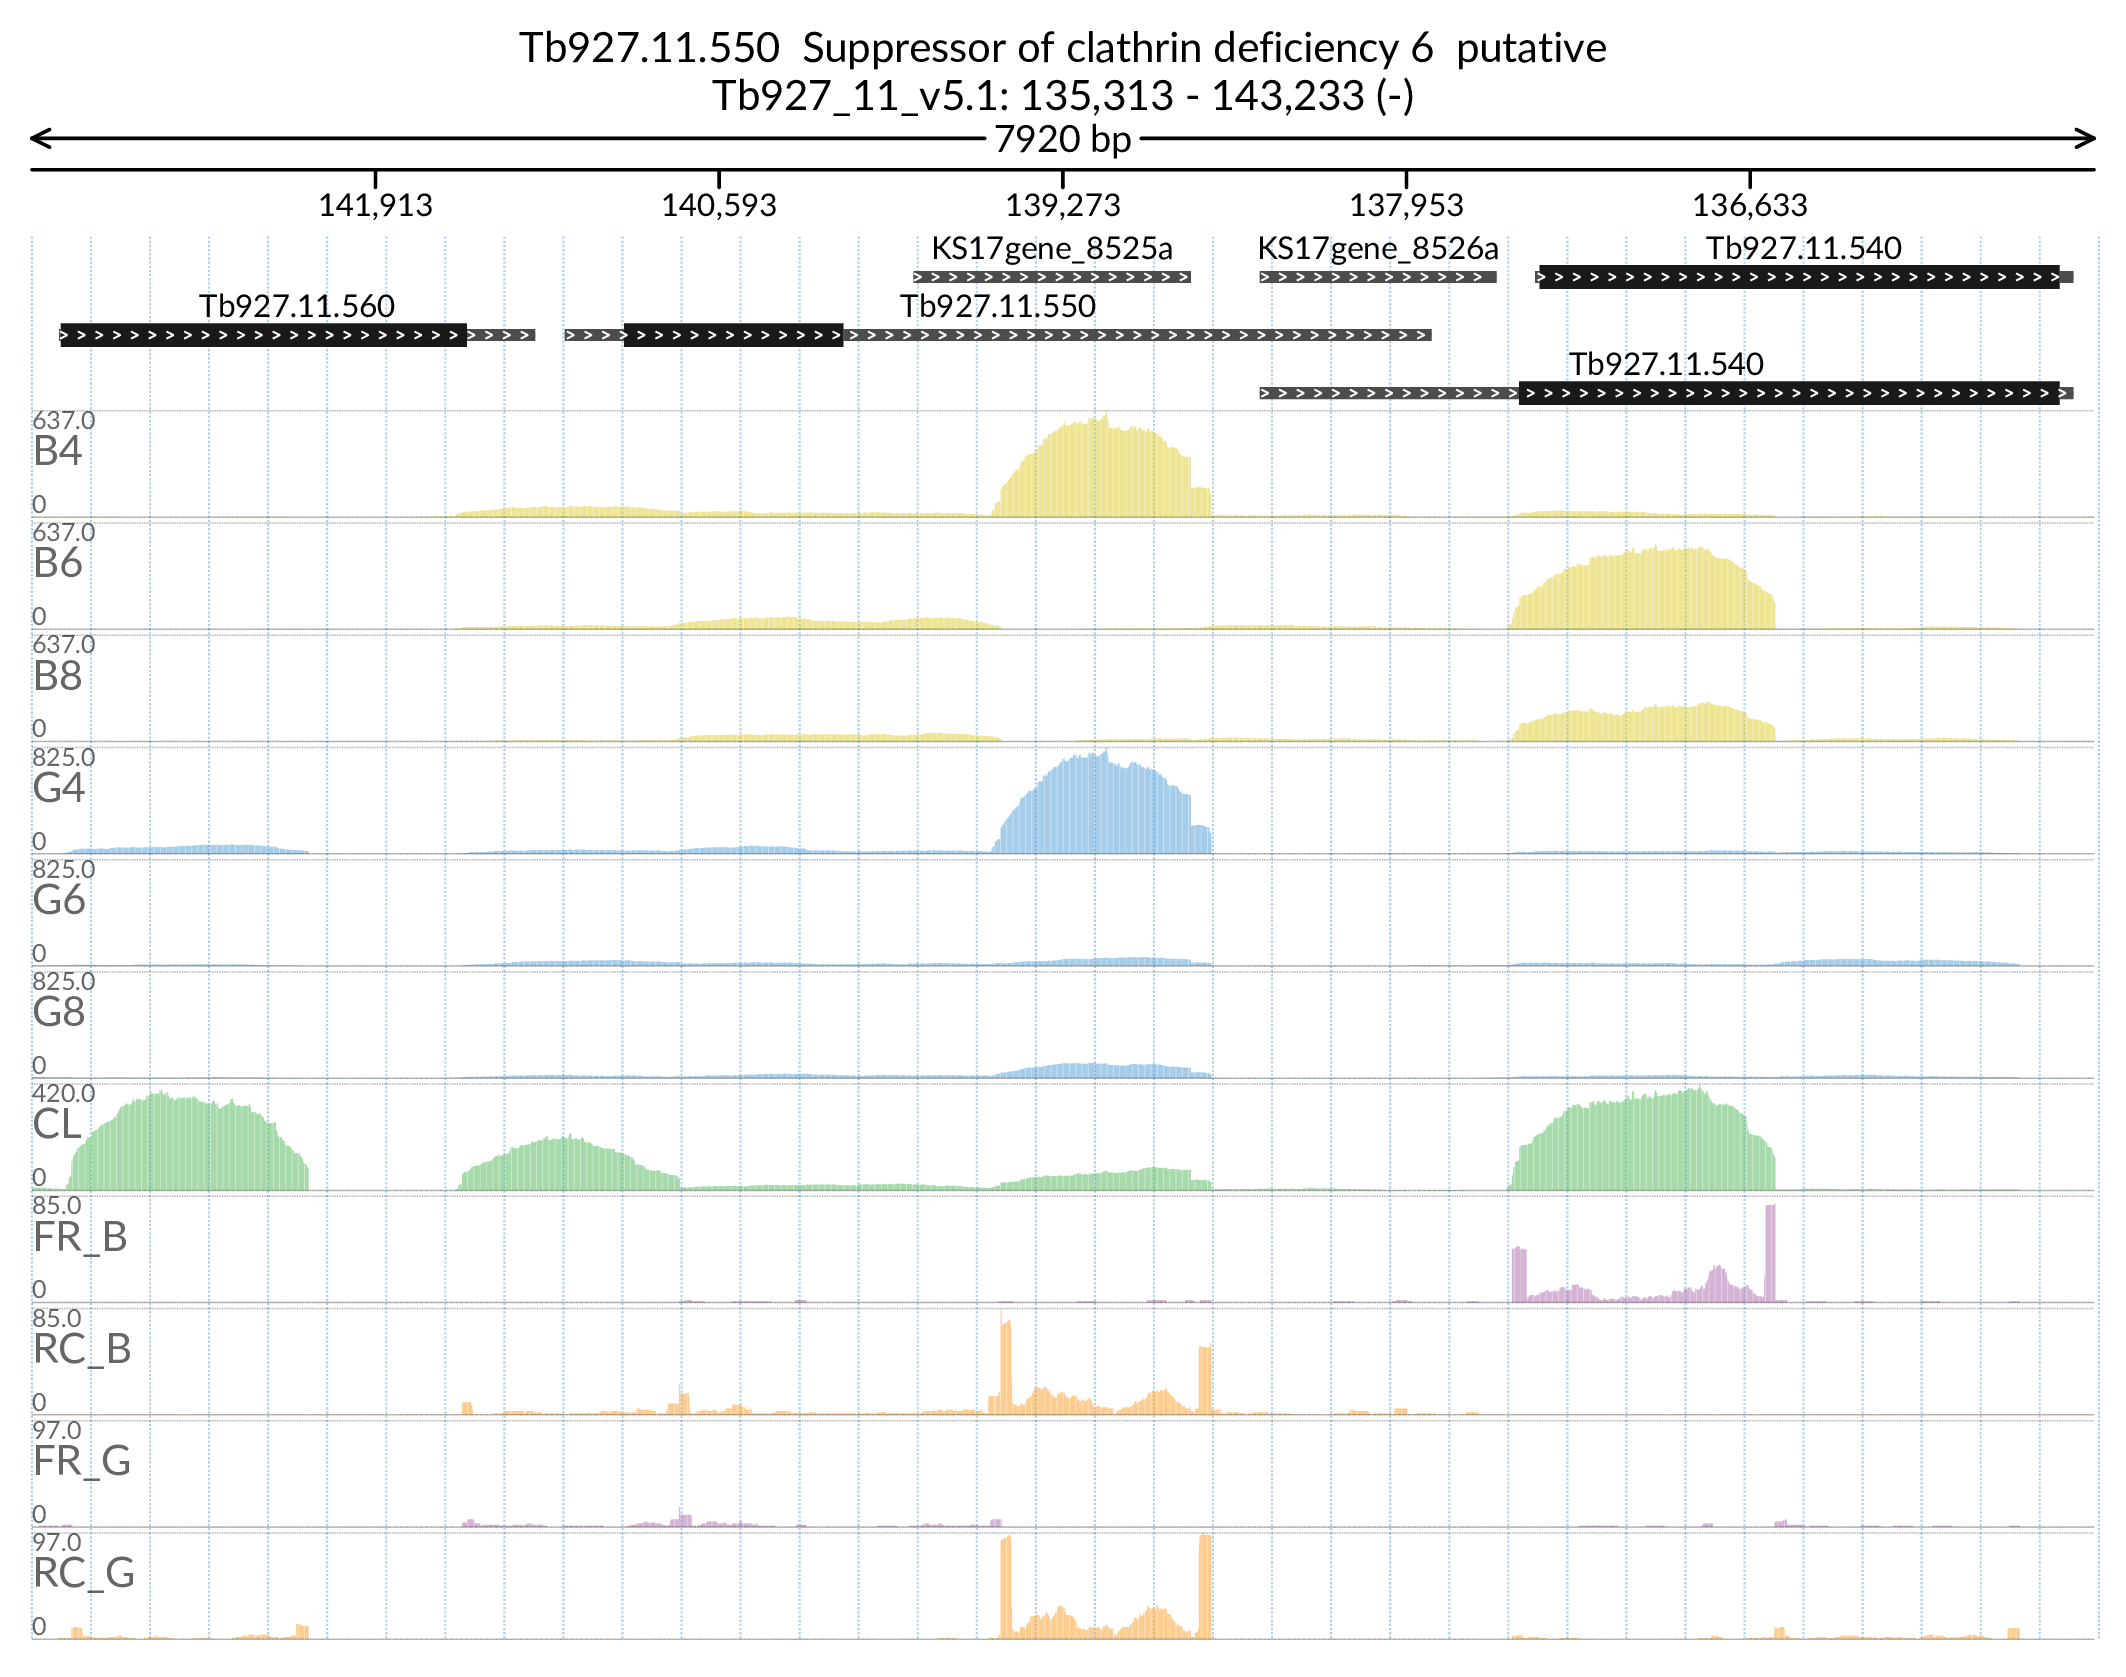 Tb927.11.550  Suppressor of clathrin deficiency 6  putative
Tb927_11_v5.1: 135,313 - 143,233 (-)
7920 bp
141,913 140,593 139,273 137,953 136,633
KS17gene_8525a KS17gene_8526a Tb927.11.540
Tb927.11.560 Tb927.11.550
Tb927.11.540
637.0
B4
0
637.0
B6
0
637.0
B8
0
825.0
G4
0
825.0
G6
0
825.0
G8
0
420.0
CL
0
85.0
FR_B
0
85.0
RC_B
0
97.0
FR_G
0
97.0
RC_G
0